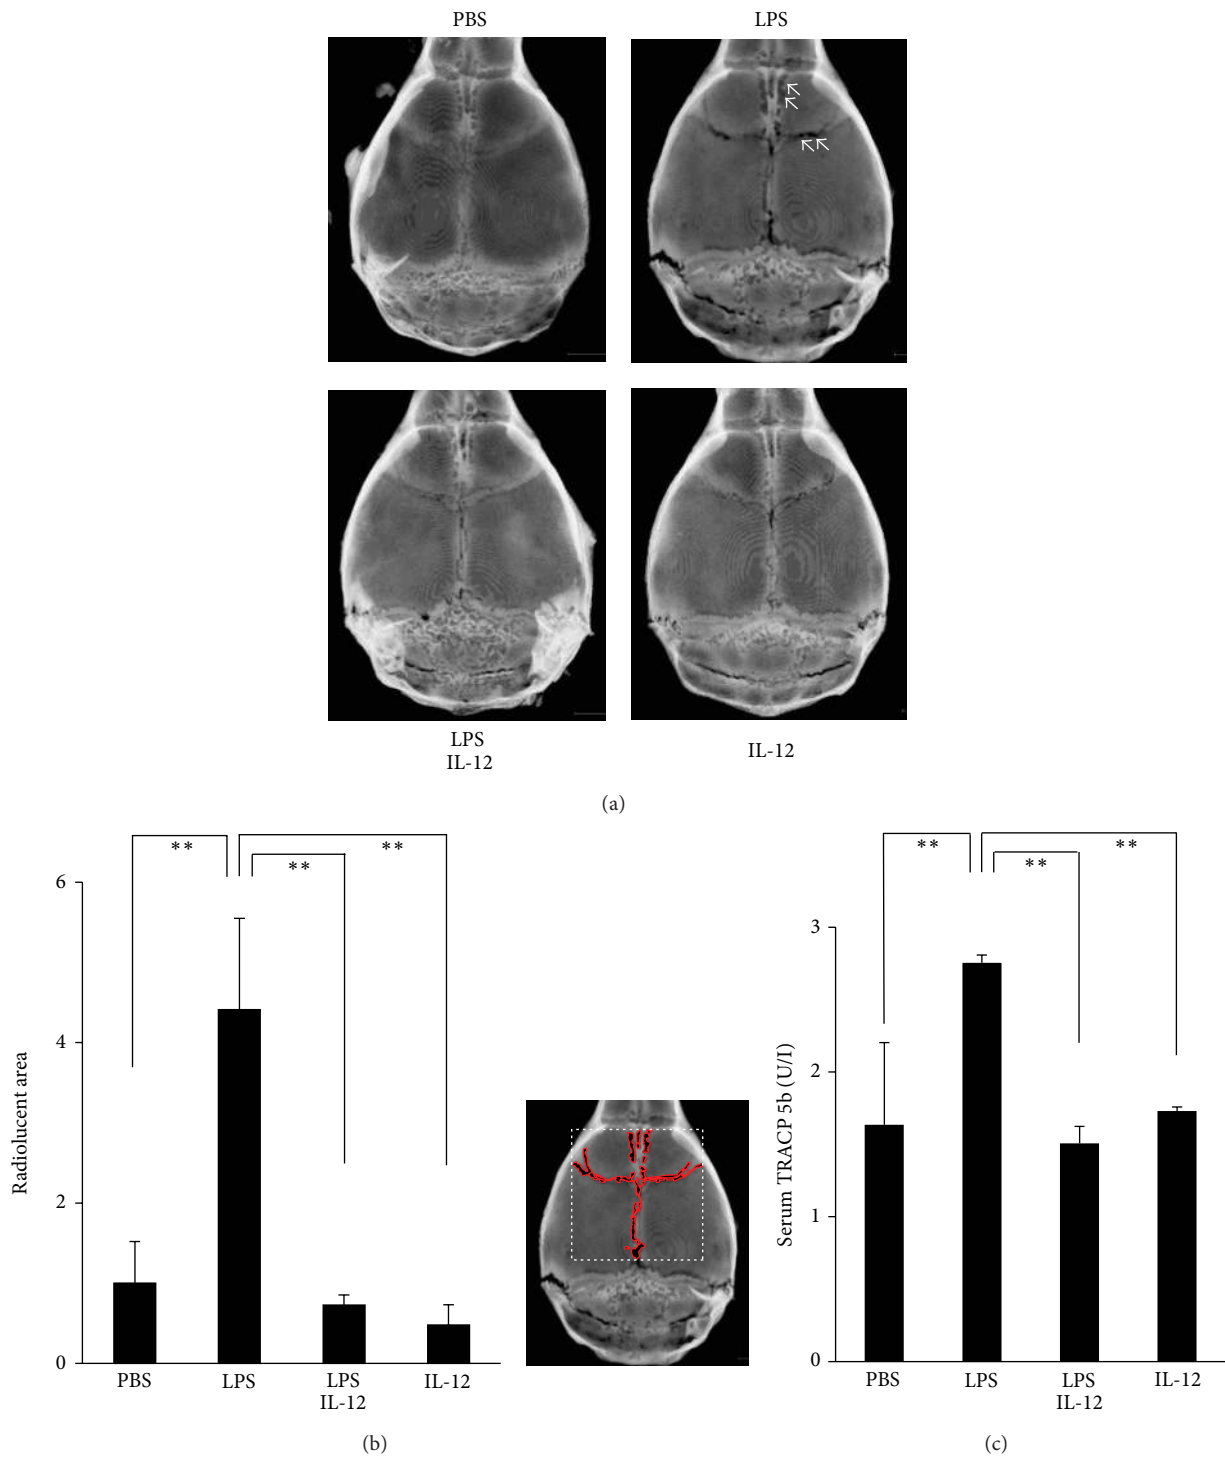 PBS
LPS
LPS
IL-12
IL-12
(a)
**
**
**
6
4
2
0
Radiolucent area
PBS
LPS
LPS
IL-12
IL-12
(b)
**
**
**
3
2
1
0
Serum TRACP 5b (U/I)
PBS
LPS
LPS
IL-12
IL-12
(c)